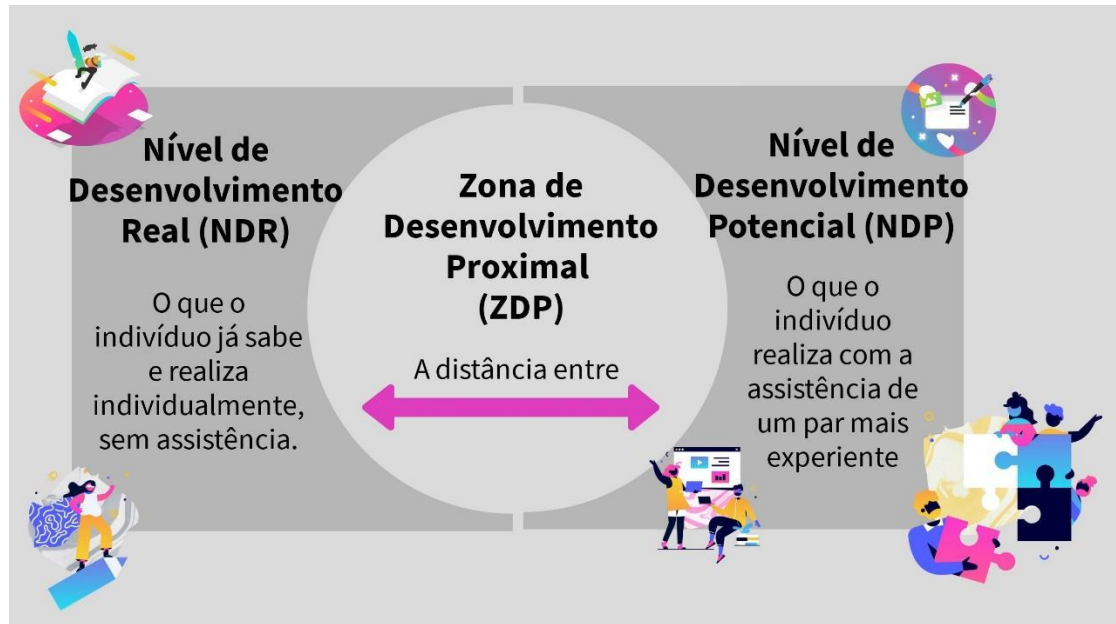 Nível de
Desenvolvimento
Real (NDR)
O que o
indivíduo já sabe
e realiza
individualmente,
sem assistência.
Zona de
Desenvolvimento
Proximal
(ZDP)
A distância entre
Nível de
Desenvolvimento
Potencial (NDP)
O que o
indivíduo
realiza com a
assistência de
um par mais
experiente